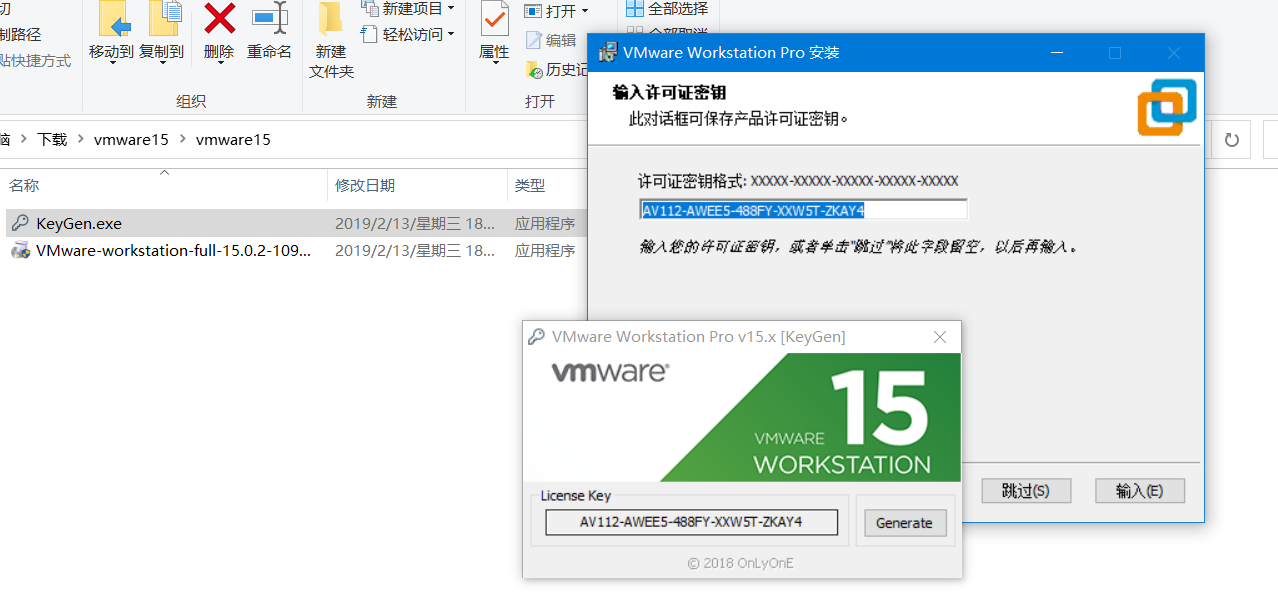 切
制路径
贴快捷方式
移动到
复制到
删除
重命名
组织
新建
文件夹
新建项目
轻松访问
新建
属性
打开
编辑
历史记
打开
全部选择
全部取消
脑 > 下载 > vmware15 > vmware15
名称
修改日期
类型
KeyGen.exe
2019/2/13/星期三 18...
应用程序
VMware-workstation-full-15.0.2-109...
2019/2/13/星期三 18...
应用程序
VMware Workstation Pro 安装
输入许可证密钥
此对话框可保存产品许可证密钥。
许可证密钥格式: XXXXX-XXXXX-XXXXX-XXXXX-XXXXX
AV112-AWEE5-488FY-XXW5T-ZKAY4
输入您的许可证密钥，或者单击"跳过"将此字段留空，以后再输入。
跳过(S)
输入(E)
VMware Workstation Pro v15.x [KeyGen]
vmware®
15
VMWARE
WORKSTATION
License Key
AV112-AWEE5-488FY-XXW5T-ZKAY4
Generate
© 2018 OnLyOnE